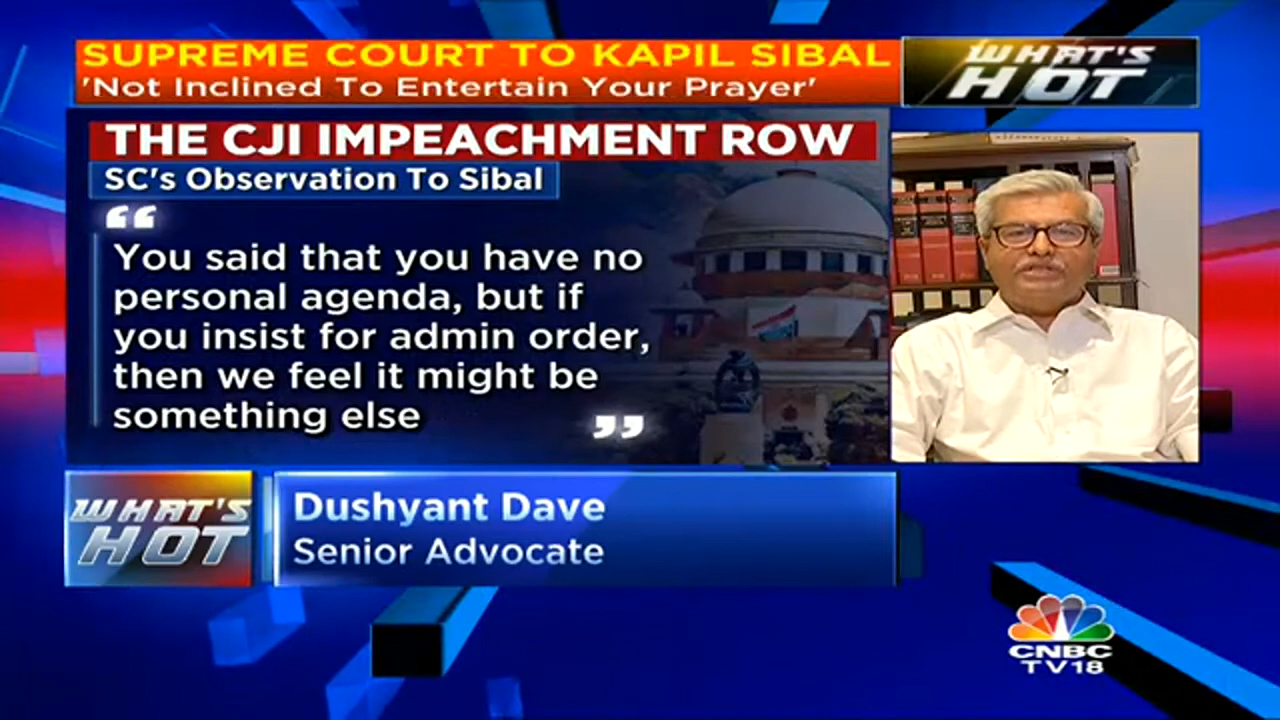 SUPREME COURT TO KAPIL SIBAL
'Not Inclined To Entertain Your Prayer'
WHAT'S
HOT
THE CJI IMPEACHMENT ROW
SC's Observation To Sibal
“
You said that you have no
personal agenda, but if
you insist for admin order,
then we feel it might be
something else
”
WHAT'S
HOT
Dushyant Dave
Senior Advocate
CNBC
TV18